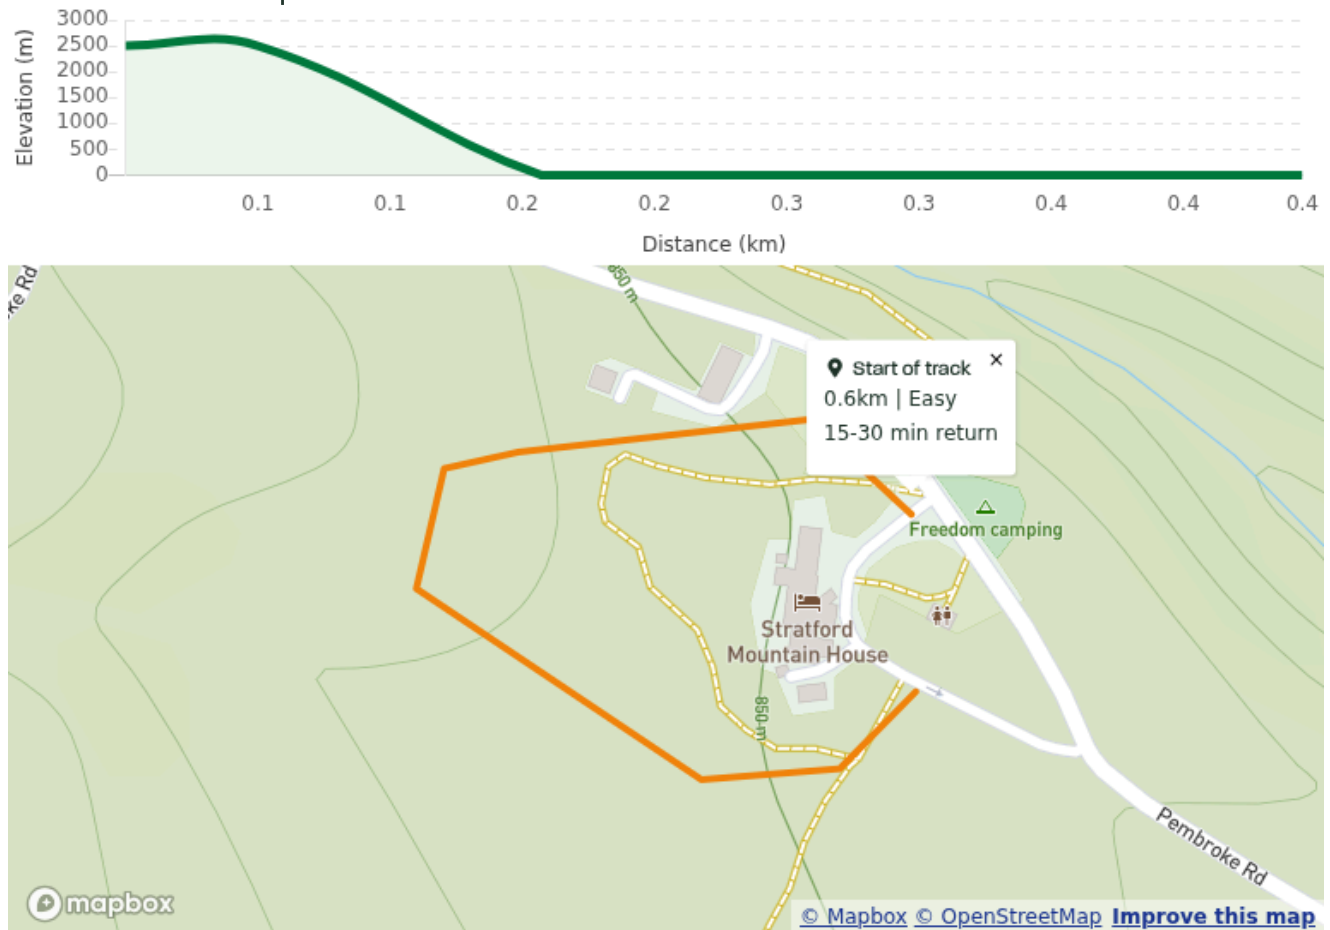 3000
2500
2000
1500
1000
500
0
Elevation (m)
0.1 0.1 0.2 0.2 0.3 0.3 0.4 0.4 0.4
Distance (km)
ke Rd
850 m
Start of track ×
0.6km | Easy
15-30 min return
Freedom camping
Stratford
Mountain House
850 m
Pembroke Rd
mapbox
© Mapbox © OpenStreetMap Improve this map